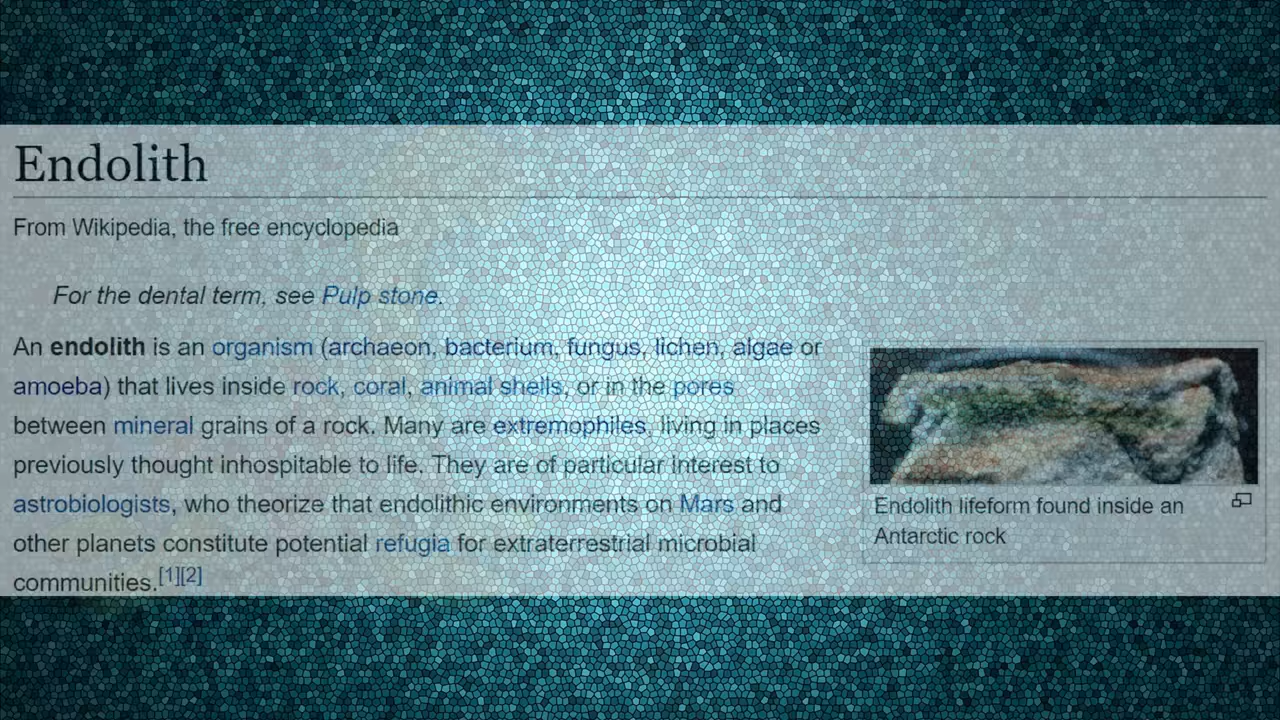 Endolith
From Wikipedia, the free encyclopedia
For the dental term, see Pulp stone.
An endolith is an organism (archaeon, bacterium, fungus, lichen, algae or
amoeba) that lives inside rock, coral, animal shells, or in the pores
between mineral grains of a rock. Many are extremophiles, living in places
previously thought inhospitable to life. They are of particular interest to
astrobiologists, who theorize that endolithic environments on Mars and
other planets constitute potential refugia for extraterrestrial microbial
communities.[1][2]
Endolith lifeform found inside an
Antarctic rock